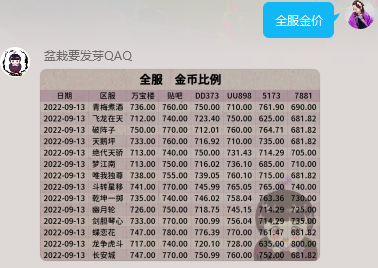 全服金价
盆栽要发芽QAQ
全服 金币比例
日期 区服 万宝楼 贴吧 DD373 UU898 5173 7881
2022-09-13 青梅煮酒 736.00 760.00 750.00 710.00 761.90 690.00
2022-09-13 飞龙在天 712.00 740.00 723.40 750.00 625.00 681.82
2022-09-13 破阵子 750.00 770.00 712.01 760.00 764.71 681.82
2022-09-13 天鹅坪 733.00 760.00 716.92 710.00 735.00 681.82
2022-09-13 绝代天骄 713.00 740.00 750.00 731.43 714.29 705.00
2022-09-13 梦江南 713.00 750.00 716.02 736.10 685.00 710.00
2022-09-13 唯我独尊 738.00 755.00 739.05 760.10 715.00 681.82
2022-09-13 斗转星移 741.00 770.00 745.99 765.05 765.00 740.00
2022-09-13 乾坤一掷 735.00 740.00 746.02 758.04 763.36 730.00
2022-09-13 幽月轮 726.00 750.00 718.75 745.15 714.29 725.00
2022-09-13 剑胆琴心 733.00 770.00 700.99 756.04 714.29 735.00
2022-09-13 蝶恋花 747.00 780.00 776.39 770.00 761.47 681.82
2022-09-13 龙争虎斗 717.00 740.00 720.10 728.00 635.00 800.00
2022-09-13 长安城 747.00 770.00 750.99 760.00 752.00 681.82